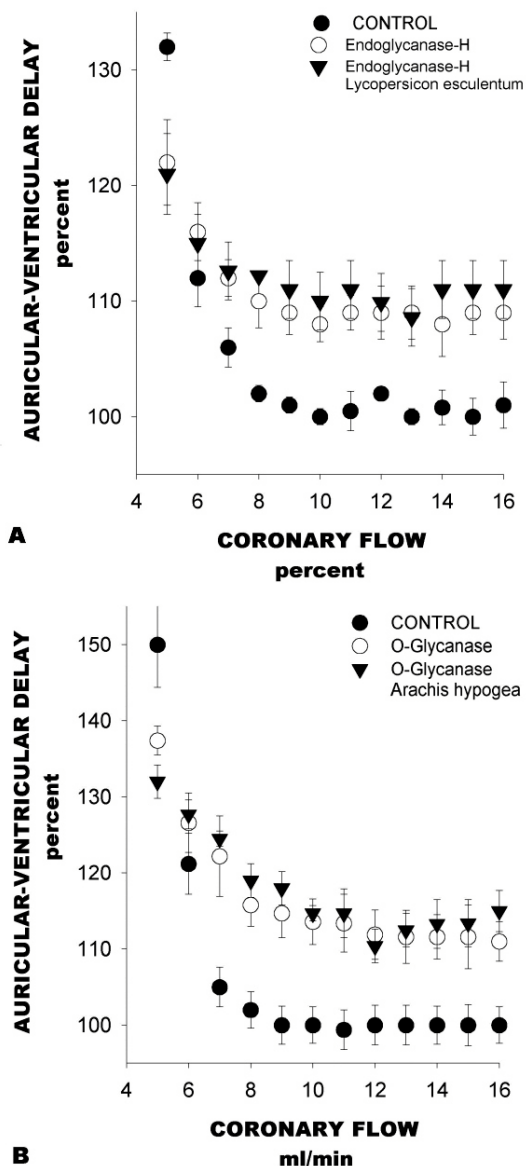 CONTROL
Endoglycanase-H
Endoglycanase-H
Lycopersicon esculentum
AURICULAR-VENTRICULAR DELAY
percent
130
120
110
100
4 6 8 10 12 14 16
A
CORONARY FLOW
percent
CONTROL
O-Glycanase
O-Glycanase
Arachis hypogea
AURICULAR-VENTRICULAR DELAY
percent
150
140
130
120
110
100
4 6 8 10 12 14 16
CORONARY FLOW
B
ml/min